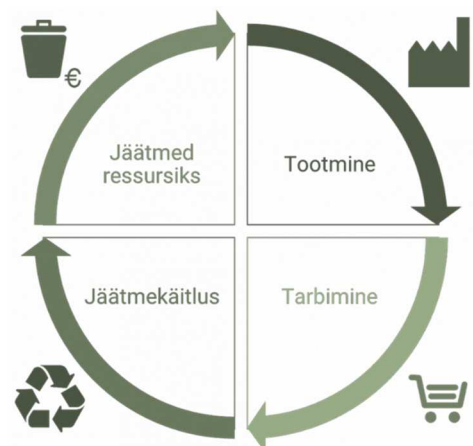 €
Jäätmed
ressursiks
Tootmine
Jäätmekäitlus
Tarbimine